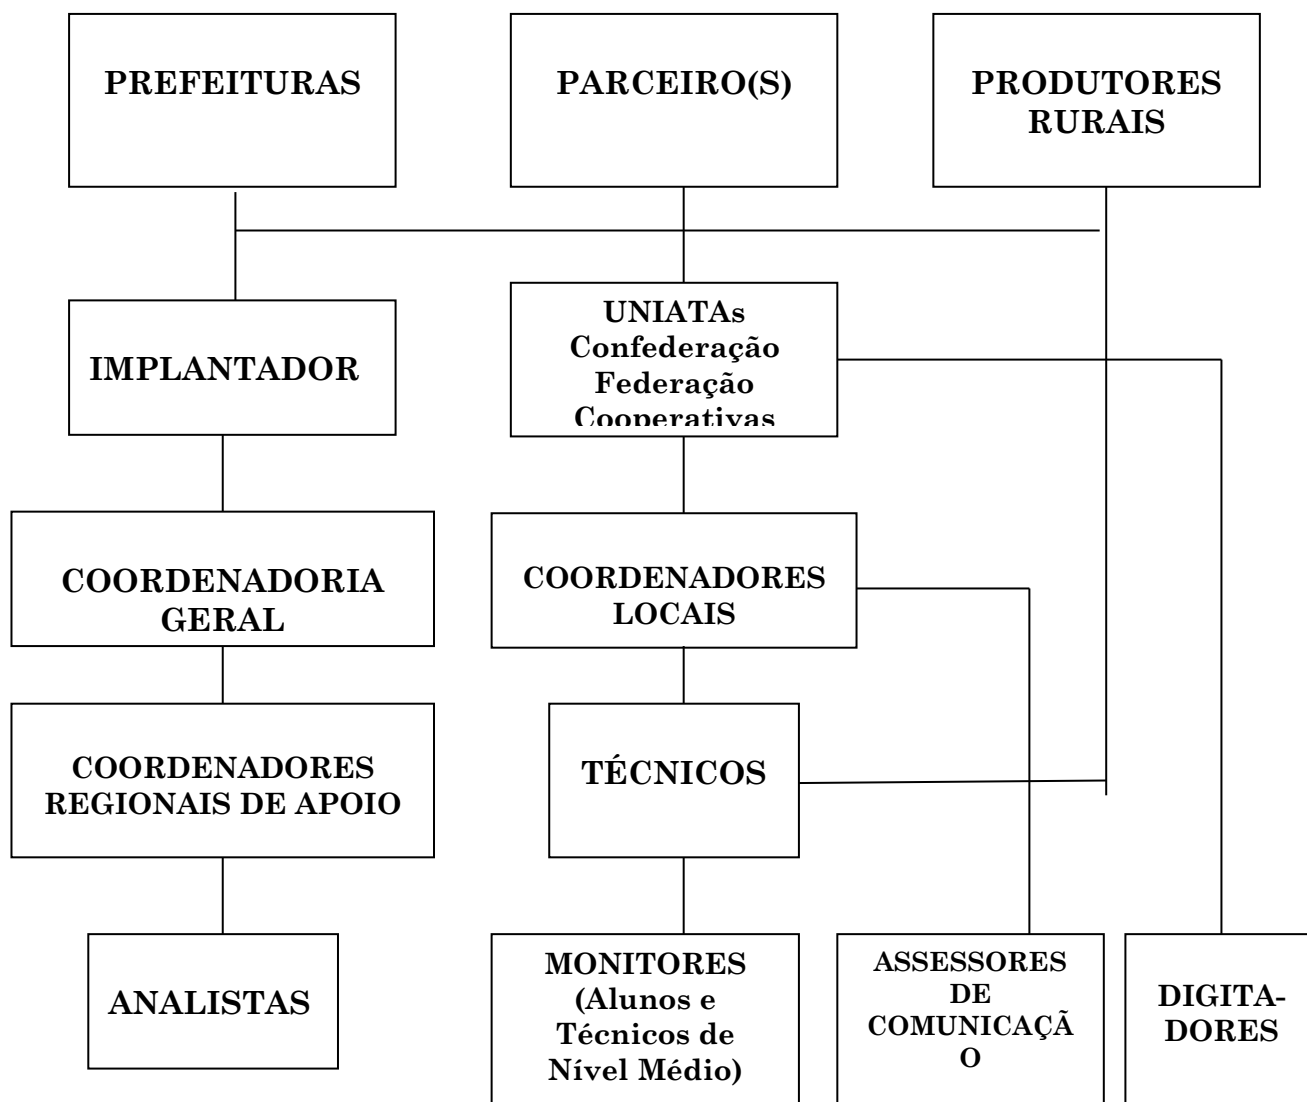 PREFEITURAS
PARCEIRO(S)
PRODUTORES
RURAIS
IMPLANTADOR
UNIATAs
Confederação
Federação
Cooperativas
COORDENADORIA
GERAL
COORDENADORES
LOCAIS
COORDENADORES
REGIONAIS DE APOIO
TÉCNICOS
ANALISTAS
MONITORES
(Alunos e
Técnicos de
Nível Médio)
ASSESSORES
DE
COMUNICAÇÃ
O
DIGITA-
DORES